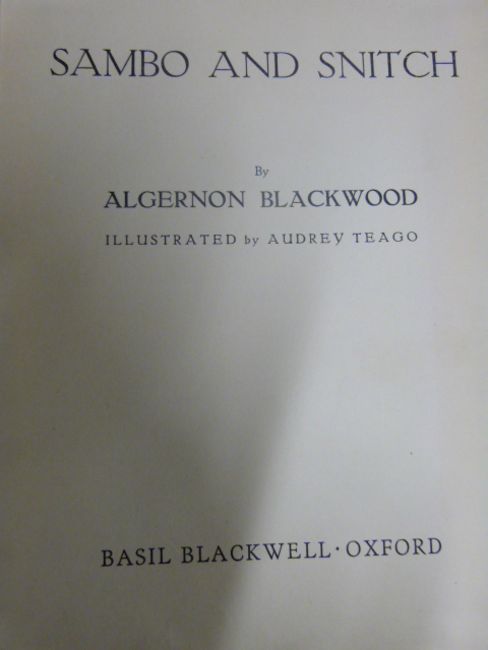 SAMBO AND SNITCH
By
ALGERNON BLACKWOOD
ILLUSTRATED by AUDREY TEAGO
BASIL BLACKWELL · OXFORD